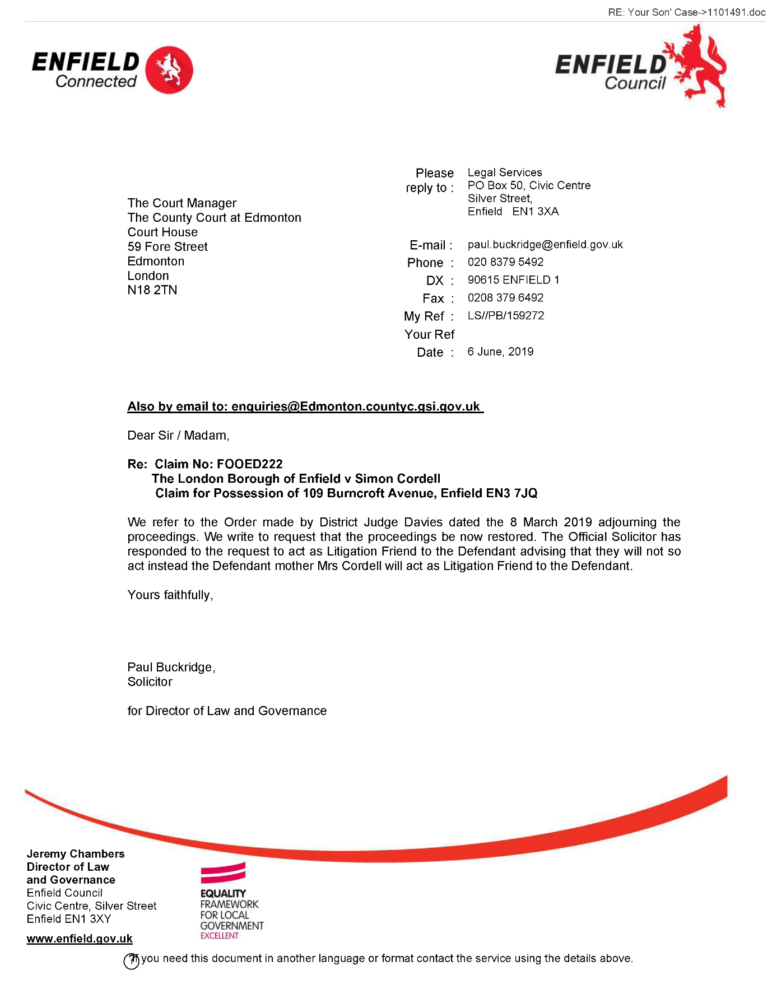 RE: Your Son' Case->1101491.doc
ENFIELD
Connected
ENFIELD
Council
Please reply to : Legal Services
PO Box 50, Civic Centre
Silver Street,
Enfield EN1 3XA
The Court Manager
The County Court at Edmonton
Court House
59 Fore Street
Edmonton
London
N18 2TN
E-mail : paul.buckridge@enfield.gov.uk
Phone : 020 8379 5492
DX : 90615 ENFIELD 1
Fax : 0208 379 6492
My Ref : LS//PB/159272
Your Ref
Date : 6 June, 2019
Also by email to: enquiries@Edmonton.countyc.gsi.gov.uk
Dear Sir / Madam,
Re: Claim No: FOOED222
The London Borough of Enfield v Simon Cordell
Claim for Possession of 109 Burncroft Avenue, Enfield EN3 7JQ
We refer to the Order made by District Judge Davies dated the 8 March 2019 adjourning the
proceedings. We write to request that the proceedings be now restored. The Official Solicitor has
responded to the request to act as Litigation Friend to the Defendant advising that they will not so
act instead the Defendant mother Mrs Cordell will act as Litigation Friend to the Defendant.
Yours faithfully,
Paul Buckridge,
Solicitor
for Director of Law and Governance
Jeremy Chambers
Director of Law
and Governance
Enfield Council
Civic Centre, Silver Street
Enfield EN1 3XY
www.enfield.gov.uk
EQUALITY
FRAMEWORK
FOR LOCAL
GOVERNMENT
EXCELLENT
? If you need this document in another language or format contact the service using the details above.